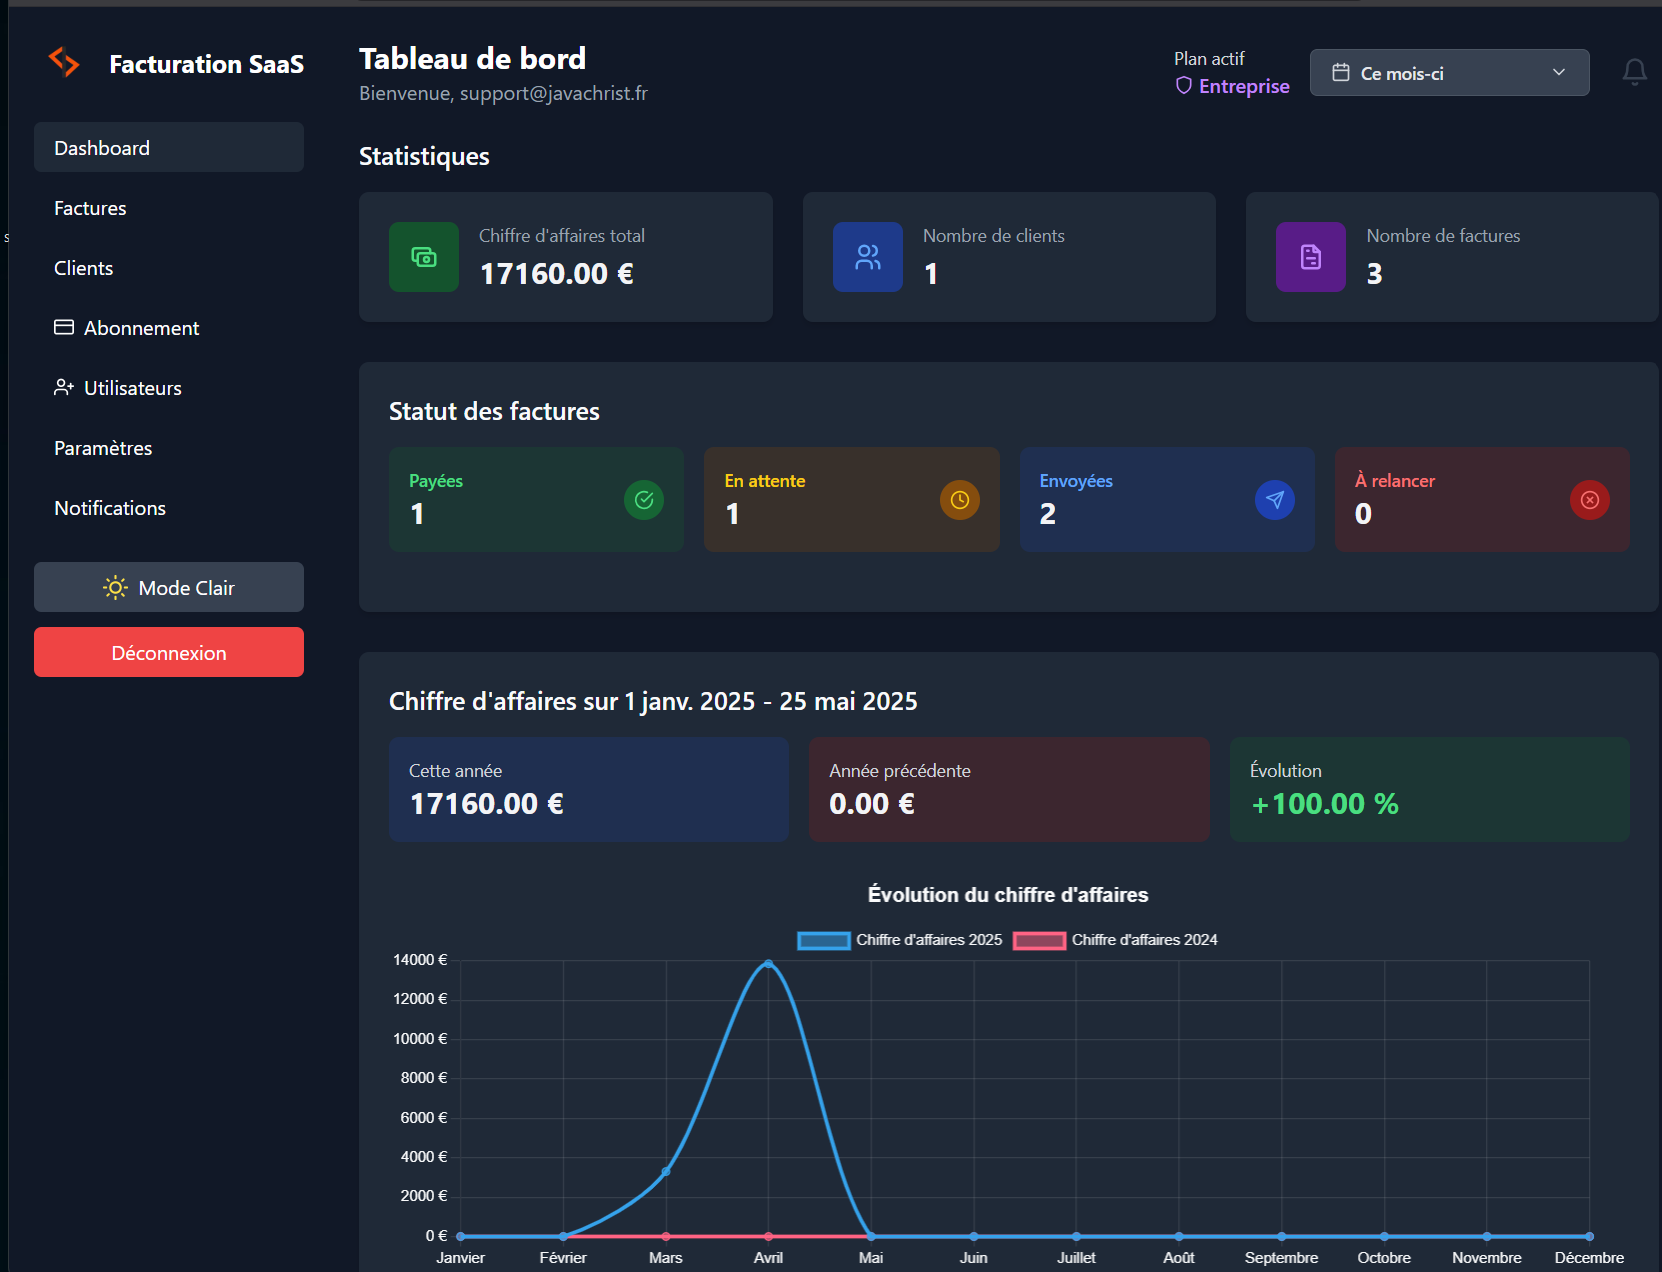 Facturation SaaS
Dashboard
Factures
Clients
Abonnement
Utilisateurs
Paramètres
Notifications
Mode Clair
Déconnexion
s
Tableau de bord
Bienvenue, support@javachrist.fr
Plan actif
Entreprise
Ce mois-ci
Statistiques
Chiffre d'affaires total
17160.00 €
Nombre de clients
1
Nombre de factures
3
Statut des factures
Payées
1
En attente
1
Envoyées
2
À relancer
0
Chiffre d'affaires sur 1 janv. 2025 - 25 mai 2025
Cette année
17160.00 €
Année précédente
0.00 €
Évolution
+100.00 %
Évolution du chiffre d'affaires
Chiffre d'affaires 2025
Chiffre d'affaires 2024
14000 €
12000 €
10000 €
8000 €
6000 €
4000 €
2000 €
0 €
Janvier
Février
Mars
Avril
Mai
Juin
Juillet
Août
Septembre
Octobre
Novembre
Décembre